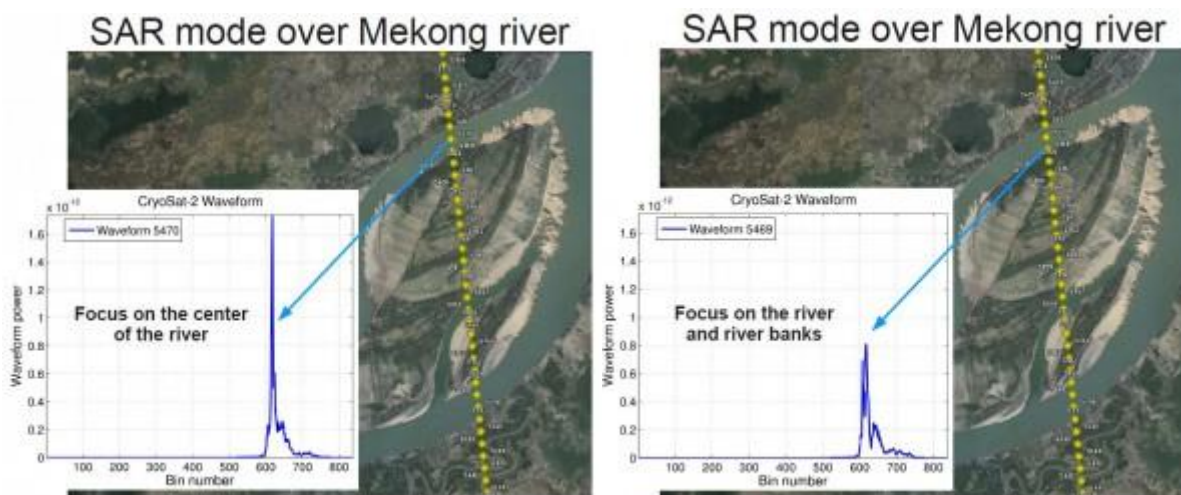 SAR mode over Mekong river
CryoSat-2 Waveform
Waveform 5470
Focus on the center
of the river
Waveform power
1.6
1.4
1.2
1
0.8
0.6
0.4
0.2
0
100 200 300 400 500 600 700 800
Bin number
SAR mode over Mekong river
CryoSat-2 Waveform
Waveform 5469
Focus on the river
and river banks
Waveform power
1.6
1.4
1.2
1
0.8
0.6
0.4
0.2
0
100 200 300 400 500 600 700 800
Bin number